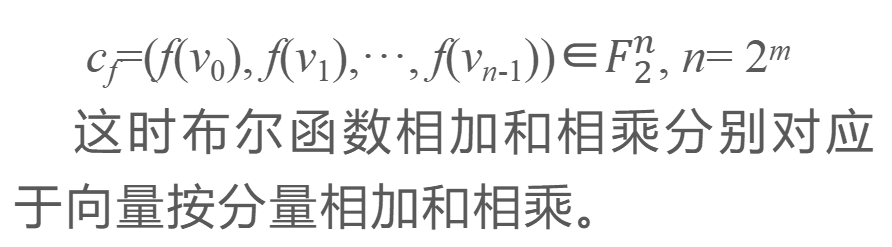 c_f=(f(v_0), f(v_1),⋯, f(v_{n-1}))∈F_2^n, n= 2^m
这时布尔函数相加和相乘分别对应
于向量按分量相加和相乘。